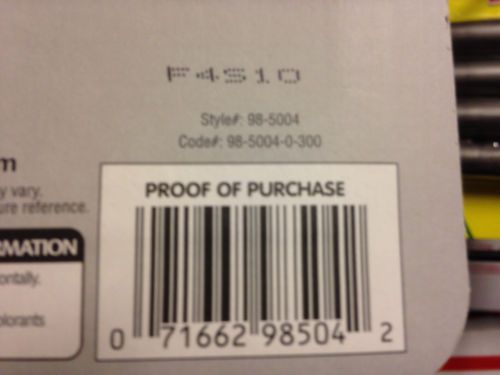 F4S10
Style#: 98-5004
Code#: 98-5004-0-300
m
y vary.
ure reference.
PROOF OF PURCHASE
RMATION
ontally.
olorants
0 71662 98504 2